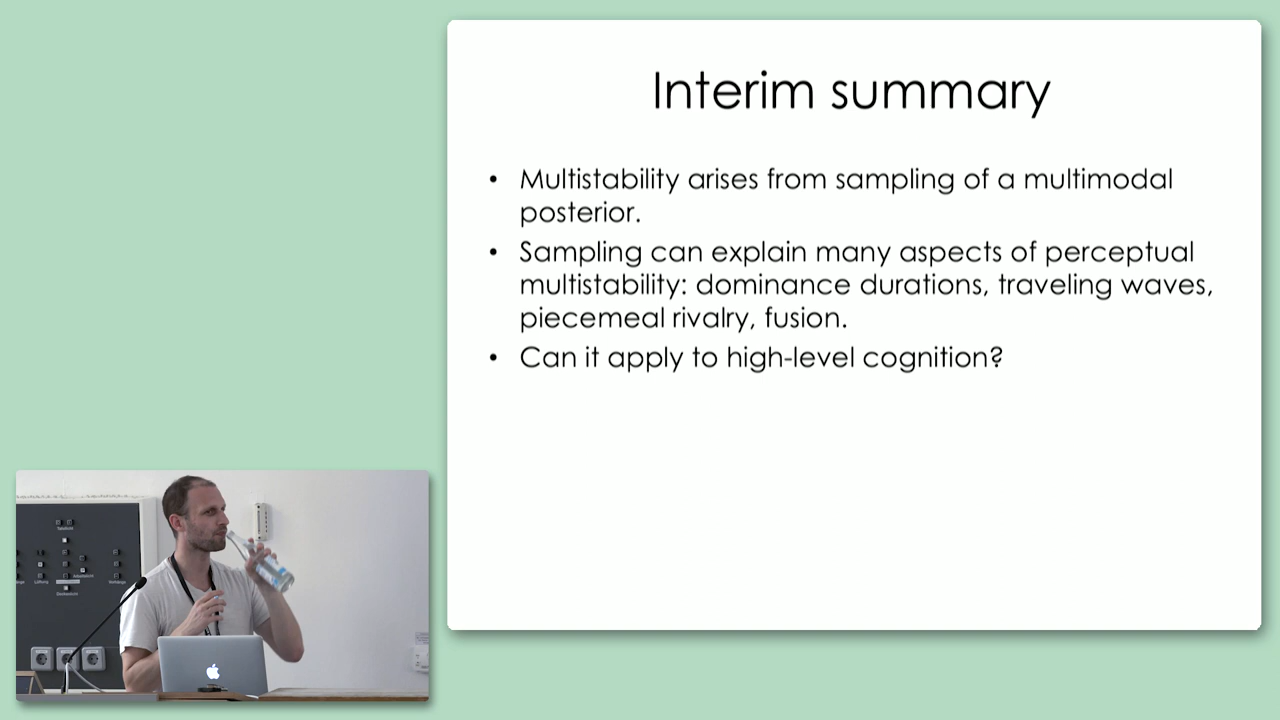 Interim summary
• Multistability arises from sampling of a multimodal
posterior.
• Sampling can explain many aspects of perceptual
multistability: dominance durations, traveling waves,
piecemeal rivalry, fusion.
• Can it apply to high-level cognition?